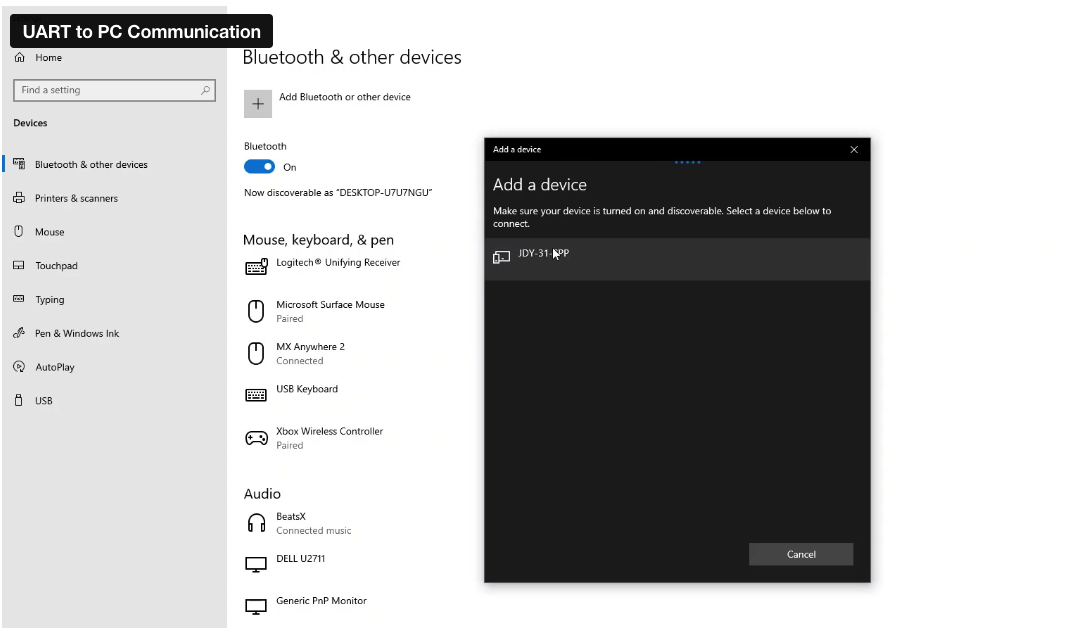 UART to PC Communication
Home
Find a setting
Devices
Bluetooth & other devices
Printers & scanners
Mouse
Touchpad
Typing
Pen & Windows Ink
AutoPlay
USB
Bluetooth & other devices
Add Bluetooth or other device
Bluetooth
On
Now discoverable as “DESKTOP-U7U7NGU”
Mouse, keyboard, & pen
Logitech® Unifying Receiver
Microsoft Surface Mouse
Paired
MX Anywhere 2
Connected
USB Keyboard
Xbox Wireless Controller
Paired
Audio
BeatsX
Connected music
DELL U2711
Generic PnP Monitor
Add a device
Add a device
Make sure your device is turned on and discoverable. Select a device below to
connect.
JDY-31-SPP
Cancel